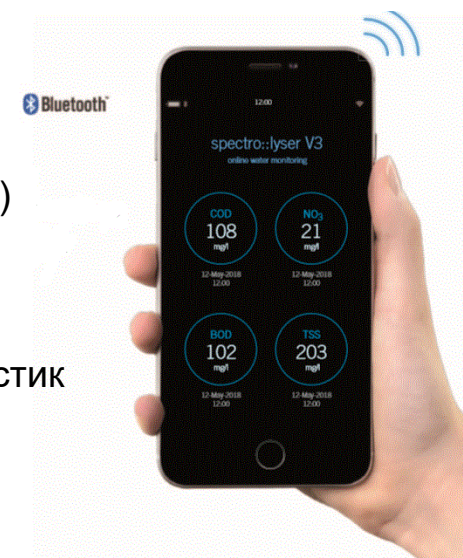 Bluetooth™
12:00
spectro::lyser V3
online water monitoring
)
COD
108
mg/l
NO₃
21
mg/l
12-May-2018
12:00
12-May-2018
12:00
стик
BOD
102
mg/l
TSS
203
mg/l
12-May-2018
12:00
12-May-2018
12:00